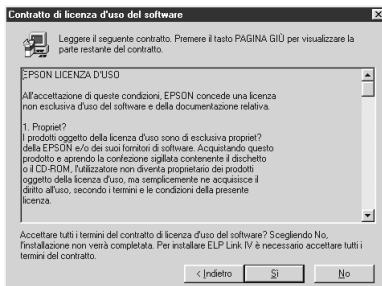 Contratto di licenza d'uso del software
Leggere il seguente contratto. Premere il tasto PAGINA GIÙ per visualizzare la
parte restante del contratto.
EPSON LICENZA D'USO
All'accettazione di queste condizioni, EPSON concede una licenza
non esclusiva d'uso del software e della documentazione relativa.
1. Propriet?
I prodotti oggetto della licenza d'uso sono di esclusiva propriet?
della EPSON e/o dei suoi fornitori di software. Acquistando questo
prodotto e aprendo la confezione sigillata contenente il dischetto
o il CD-ROM, l'utilizzatore non diventa proprietario dei prodotti
oggetto della licenza d'uso, ma semplicemente ne acquisisce il
diritto all'uso, secondo i termini e le condizioni della presente
licenza.
Accettare tutti i termini del contratto di licenza d'uso del software? Scegliendo No,
l'installazione non verrà completata. Per installare ELP Link IV è necessario accettare tutti i
termini del contratto.
< Indietro Sì No